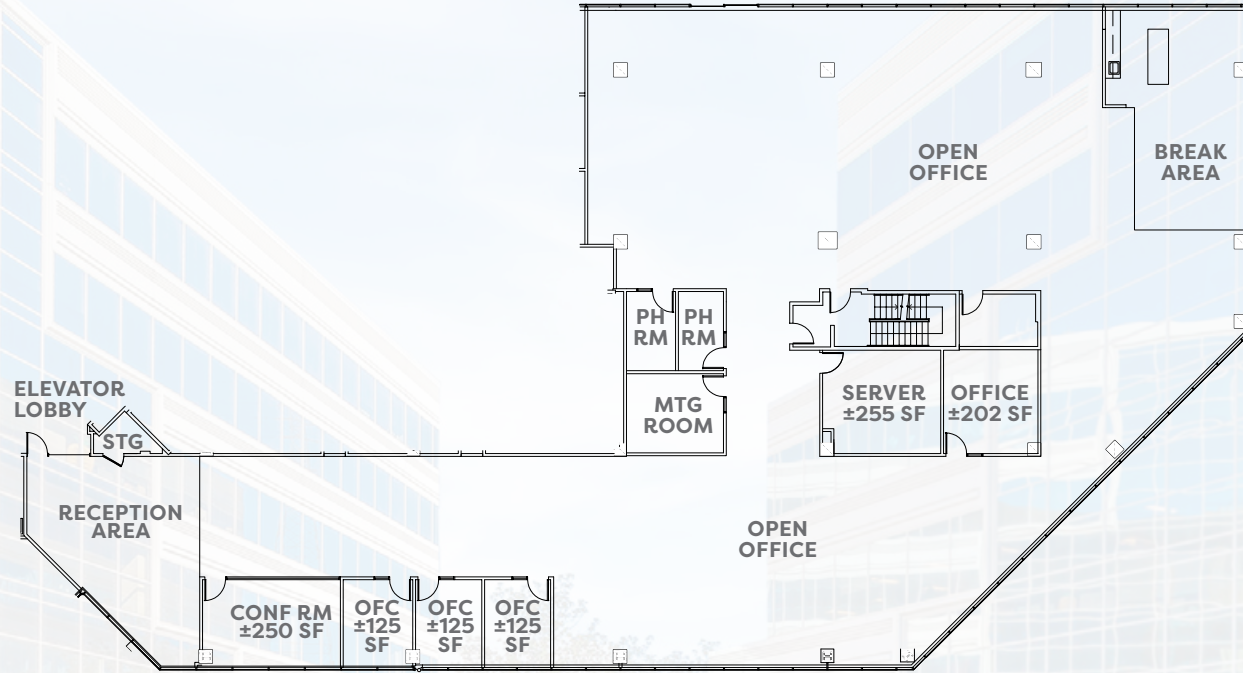 OPEN
OFFICE
BREAK
AREA
PH
RM
PH
RM
ELEVATOR
LOBBY
STG
MTG
ROOM
SERVER
±255 SF
OFFICE
±202 SF
RECEPTION
AREA
OPEN
OFFICE
CONF RM
±250 SF
OFC
±125
SF
OFC
±125
SF
OFC
±125
SF